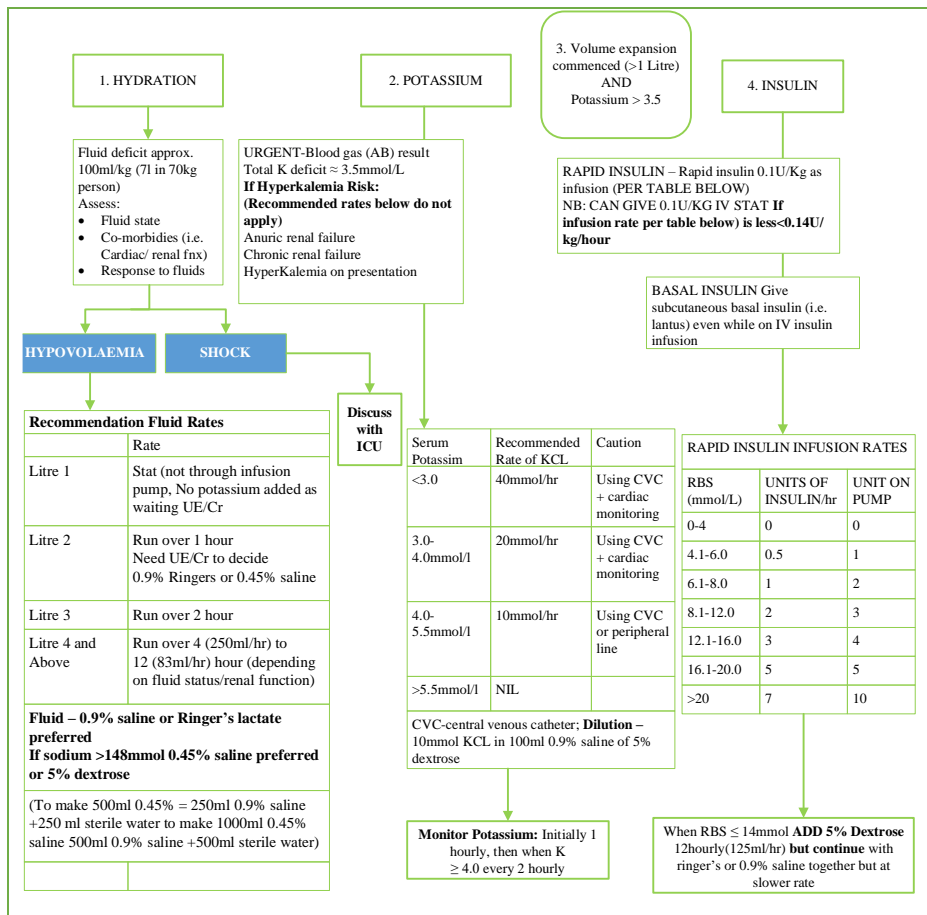 1. HYDRATION
Fluid deficit approx.
100ml/kg (7l in 70kg
person)
Assess:
• Fluid state
• Co-morbidies (i.e.
Cardiac/ renal fnx)
• Response to fluids
HYPOVOLAEMIA
SHOCK
Discuss
with
ICU
Recommendation Fluid Rates
Rate
Litre 1 Stat (not through infusion
pump, No potassium added as
waiting UE/Cr
Litre 2 Run over 1 hour
Need UE/Cr to decide
0.9% Ringers or 0.45% saline
Litre 3 Run over 2 hour
Litre 4 and Run over 4 (250ml/hr) to
Above 12 (83ml/hr) hour (depending
on fluid status/renal function)
Fluid – 0.9% saline or Ringer's lactate
preferred
If sodium >148mmol 0.45% saline preferred
or 5% dextrose
(To make 500ml 0.45% = 250ml 0.9% saline
+250 ml sterile water to make 1000ml 0.45%
saline 500ml 0.9% saline +500ml sterile water)
2. POTASSIUM
URGENT-Blood gas (AB) result
Total K deficit ≈ 3.5mmol/L
If Hyperkalemia Risk:
(Recommended rates below do not
apply)
Anuric renal failure
Chronic renal failure
HyperKalemia on presentation
Serum Recommended Caution
Potassim Rate of KCL
<3.0 40mmol/hr Using CVC
+ cardiac
monitoring
3.0- 20mmol/hr Using CVC
4.0mmol/l + cardiac
monitoring
4.0- 10mmol/hr Using CVC
5.5mmol/l or peripheral
line
>5.5mmol/l NIL
CVC-central venous catheter; Dilution –
10mmol KCL in 100ml 0.9% saline of 5%
dextrose
Monitor Potassium: Initially 1
hourly, then when K
≥ 4.0 every 2 hourly
3. Volume expansion
commenced (>1 Litre)
AND
Potassium > 3.5
4. INSULIN
RAPID INSULIN – Rapid insulin 0.1U/Kg as
infusion (PER TABLE BELOW)
NB: CAN GIVE 0.1U/KG IV STAT If
infusion rate per table below) is less<0.14U/
kg/hour
BASAL INSULIN Give
subcutaneous basal insulin (i.e.
lantus) even while on IV insulin
infusion
RAPID INSULIN INFUSION RATES
RBS UNITS OF UNIT ON
(mmol/L) INSULIN/hr PUMP
0-4 0 0
4.1-6.0 0.5 1
6.1-8.0 1 2
8.1-12.0 2 3
12.1-16.0 3 4
16.1-20.0 5 5
>20 7 10
When RBS ≤ 14mmol ADD 5% Dextrose
12hourly(125ml/hr) but continue with
ringer's or 0.9% saline together but at
slower rate